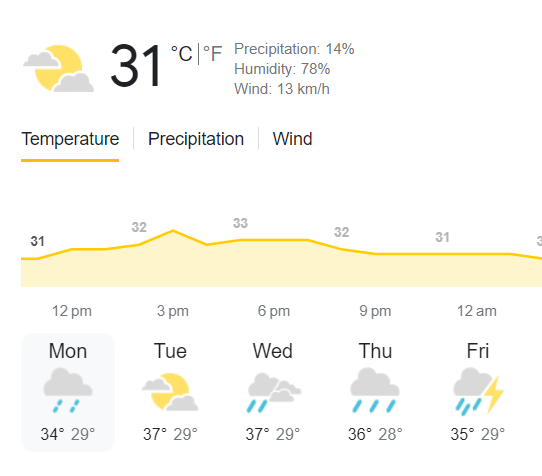 31 °C | °F
Precipitation: 14%
Humidity: 78%
Wind: 13 km/h
Temperature | Precipitation | Wind
31 32 33 32 31
12 pm 3 pm 6 pm 9 pm 12 am
Mon Tue Wed Thu Fri
34° 29° 37° 29° 37° 29° 36° 28° 35° 29°